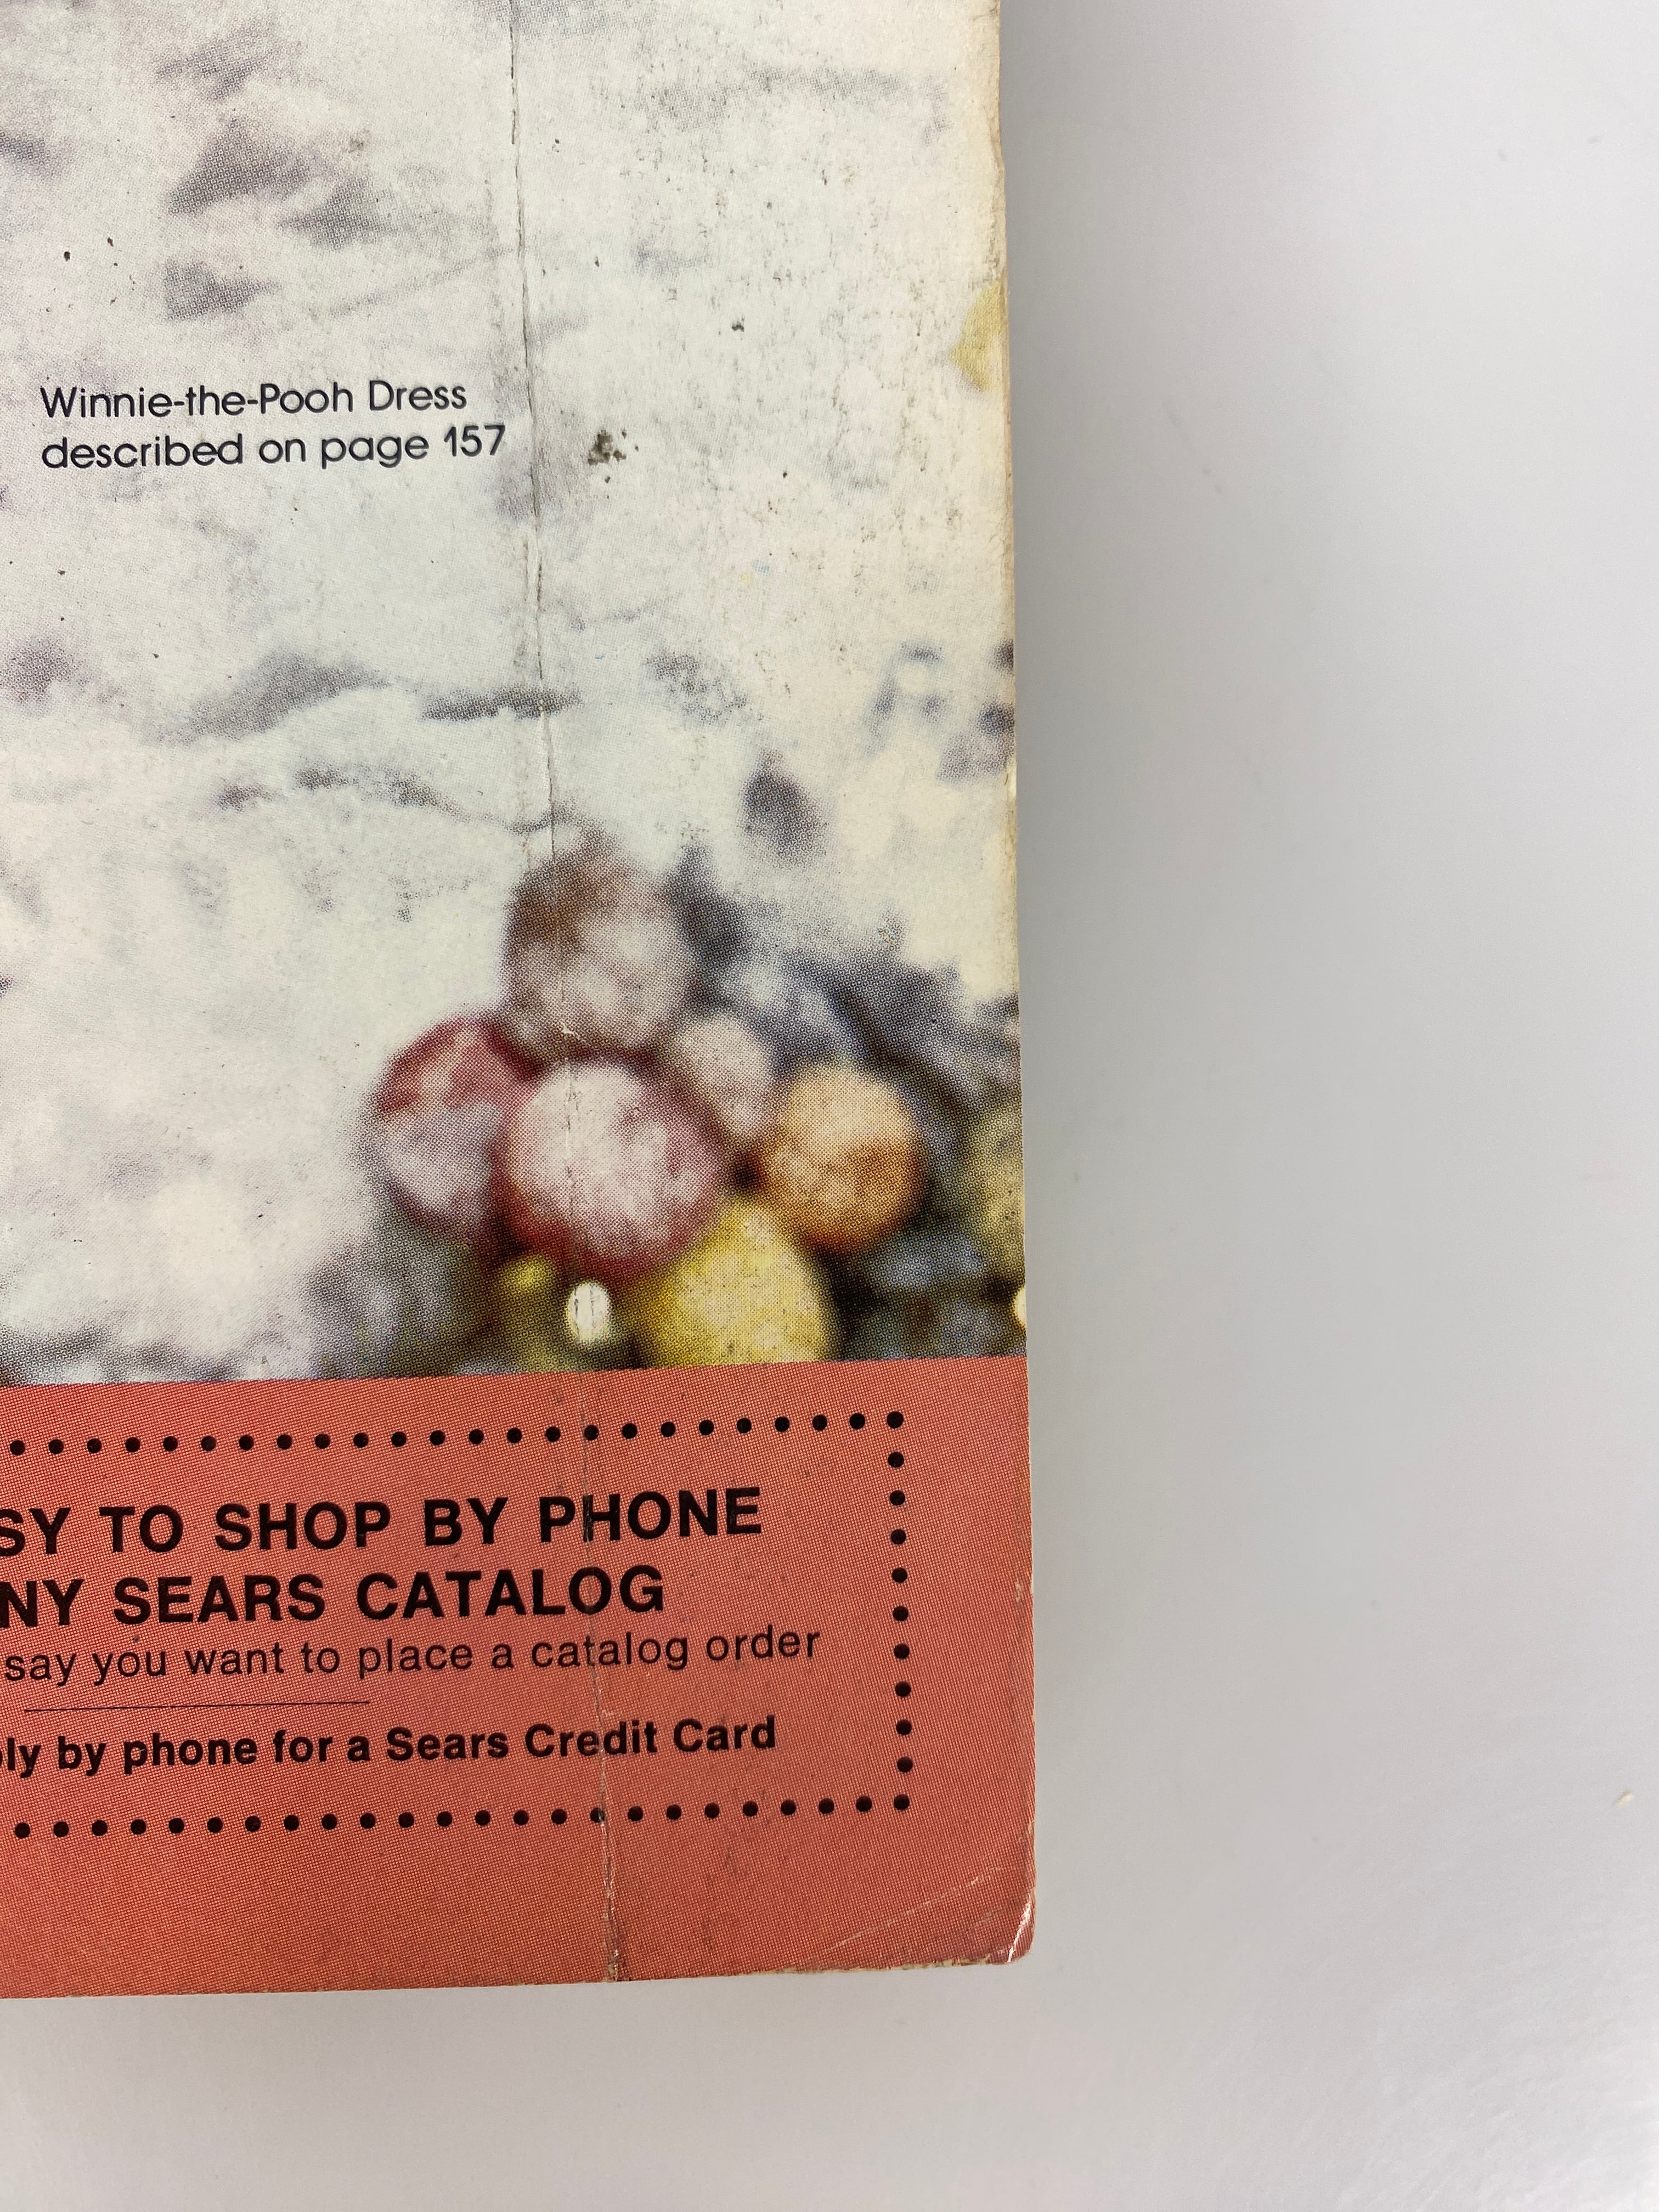 Winnie-the-Pooh Dress
described on page 157
SY TO SHOP BY PHONE
NY SEARS CATALOG
say you want to place a catalog order
ly by phone for a Sears Credit Card